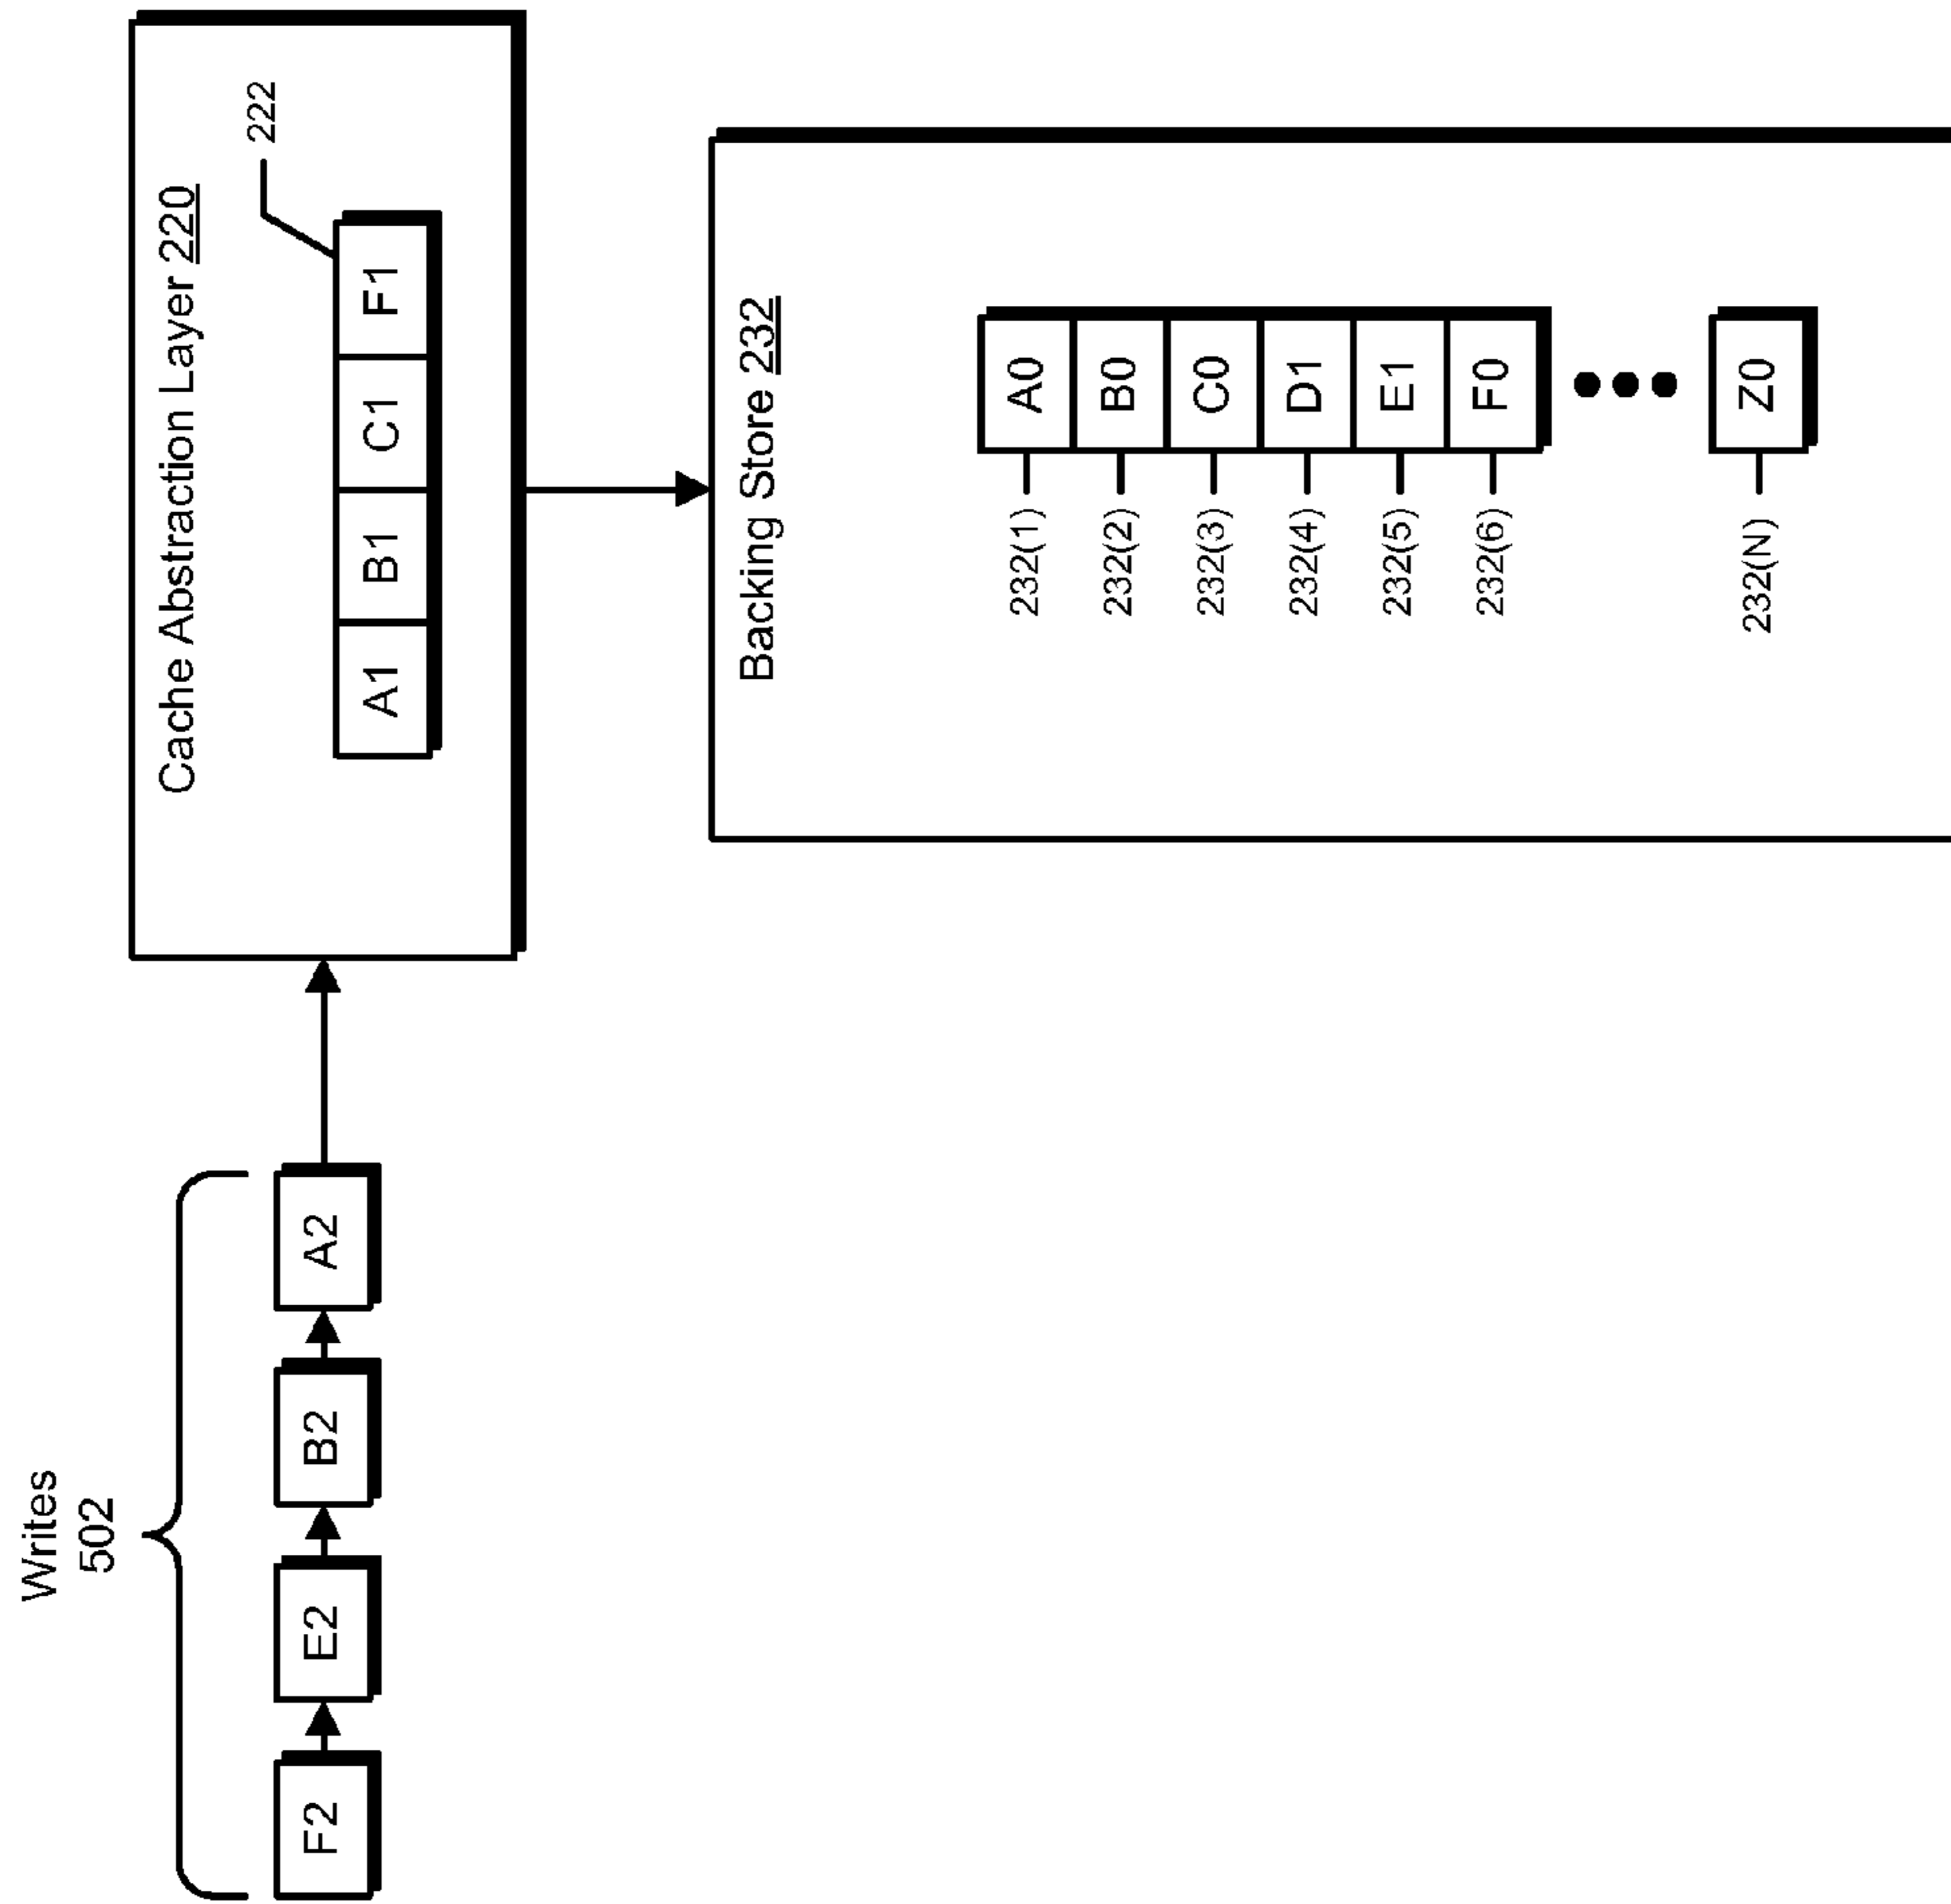 Writes
502
F2
E2
B2
A2
Cache Abstraction Layer 220
222
A1
B1
C1
F1
Backing Store 232
232(1)
A0
232(2)
B0
232(3)
C0
232(4)
D1
232(5)
E1
232(6)
F0
232(N)
Z0